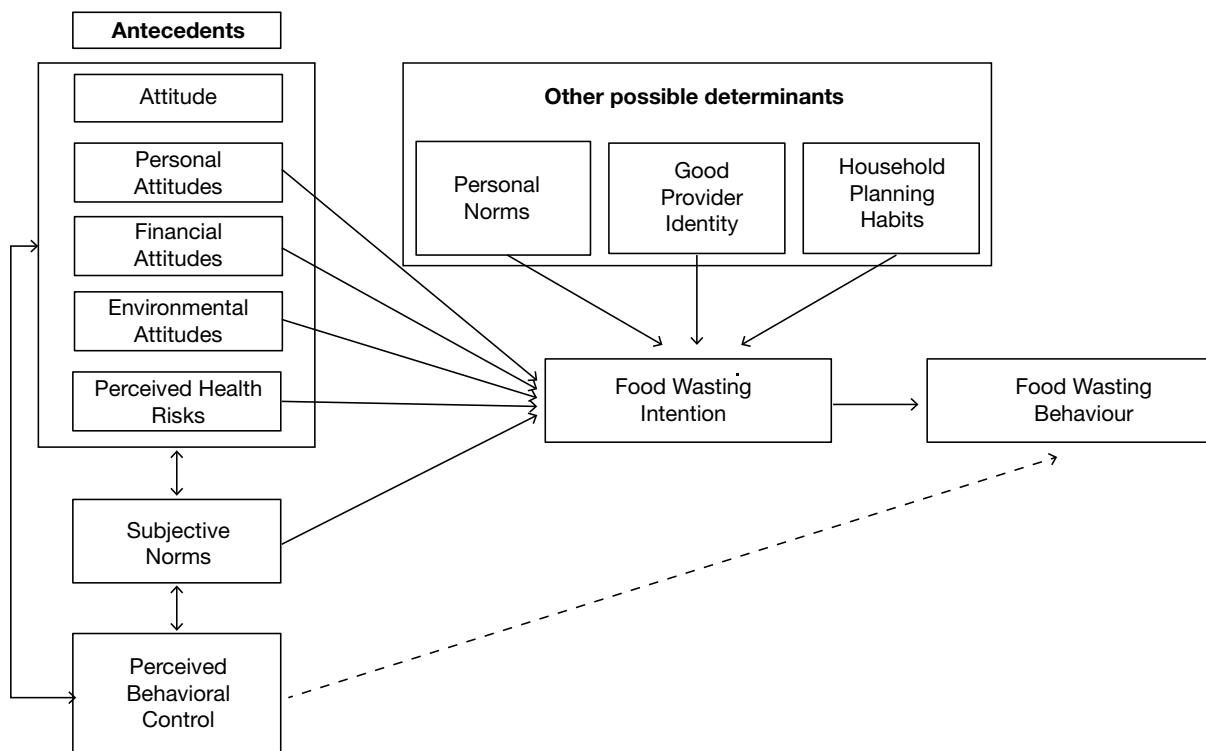 Antecedents
Attitude
Personal
Attitudes
Financial
Attitudes
Environmental
Attitudes
Perceived Health
Risks
Subjective
Norms
Perceived
Behavioral
Control
Other possible determinants
Personal
Norms
Good
Provider
Identity
Household
Planning
Habits
Food Wasting
Intention
Food Wasting
Behaviour